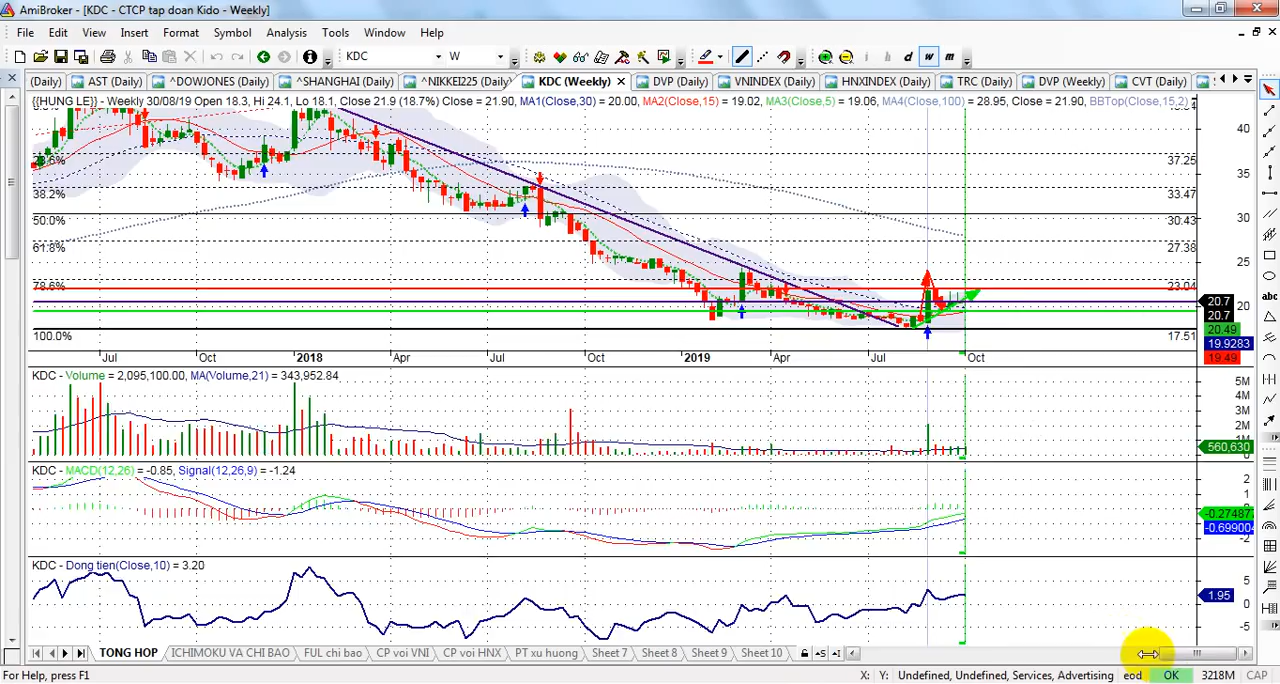 AmiBroker - [KDC - CTCP tap doan Kido - Weekly]
File Edit View Insert Format Symbol Analysis Tools Window Help
KDC W h d w m
(Daily) AST (Daily) ^DOWJONES (Daily) ^SHANGHAI (Daily) ^NIKKEI225 (Daily) KDC (Weekly) DVP (Daily) VNINDEX (Daily) HNINDEX (Daily) TRC (Daily) DVP (Weekly) CVT (Daily)
{{HUNG LE}} - Weekly 30/08/19 Open 18.3, Hi 24.1, Lo 18.1, Close 21.9 (18.7%) Close = 21.90, MA1(Close,30) = 20.00, MA2(Close,15) = 19.02, MA3(Close,5) = 19.06, MA4(Close,100) = 28.95, Close = 21.90, BBTop(Close,15,2)
40
23.6% 37.25
35
38.2% 33.47
50.0% 30.43
30
61.8% 27.38
25
78.6% 23.04
20.7
20
20.7
20.49
100.0% 17.51
19.9283
19.49
Jul Oct 2018 Apr Jul Oct 2019 Apr Jul Oct
KDC - Volume = 2,095,100.00, MA(Volume,21) = 343,952.84
5M
4M
3M
2M
1M
560,630
KDC - MACD(12,26) = -0.85, Signal(12,26,9) = -1.24
2
1
-0.27487
-0.699004
-2
KDC - Dong tien(Close,10) = 3.20
5
1.95
0
-5
TONG HOP ICHIMOKU VA CHI BAO FUL chi bao CP voi VNI CP voi HNX PT xu huong Sheet 7 Sheet 8 Sheet 9 Sheet 10
For Help, press F1 X: Y: Undefined, Undefined, Services, Advertising eod OK 3218M CAP